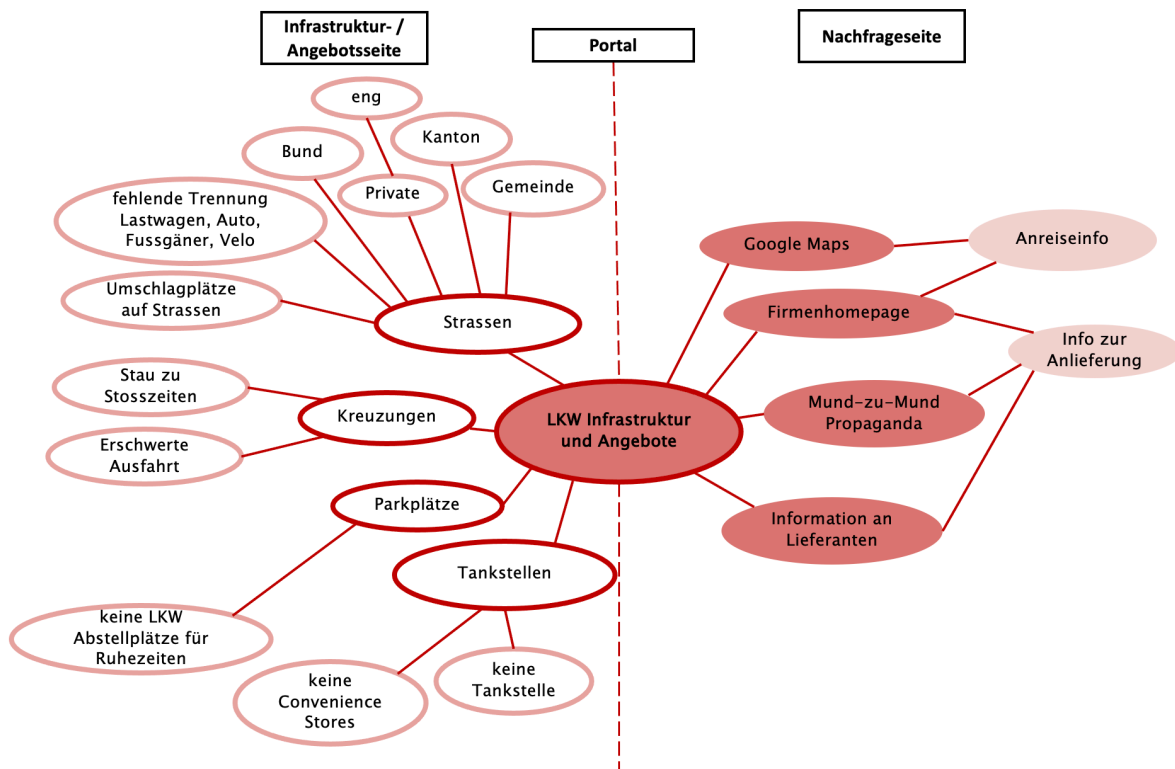 Infrastruktur- /
Angebotsseite
Portal
Nachfrageseite
eng
Kanton
Bund
Private
Gemeinde
fehlende Trennung
Lastwagen, Auto,
Fussgäner, Velo
Umschlagplätze
auf Strassen
Strassen
Google Maps
Anreiseinfo
Firmenhomepage
Info zur
Anlieferung
Stau zu
Stosszeiten
Kreuzungen
Erschwerte
Ausfahrt
LKW Infrastruktur
und Angebote
Mund-zu-Mund
Propaganda
Parkplätze
Information an
Lieferanten
Tankstellen
keine LKW
Abstellplätze für
Ruhezeiten
keine
Convenience
Stores
keine
Tankstelle